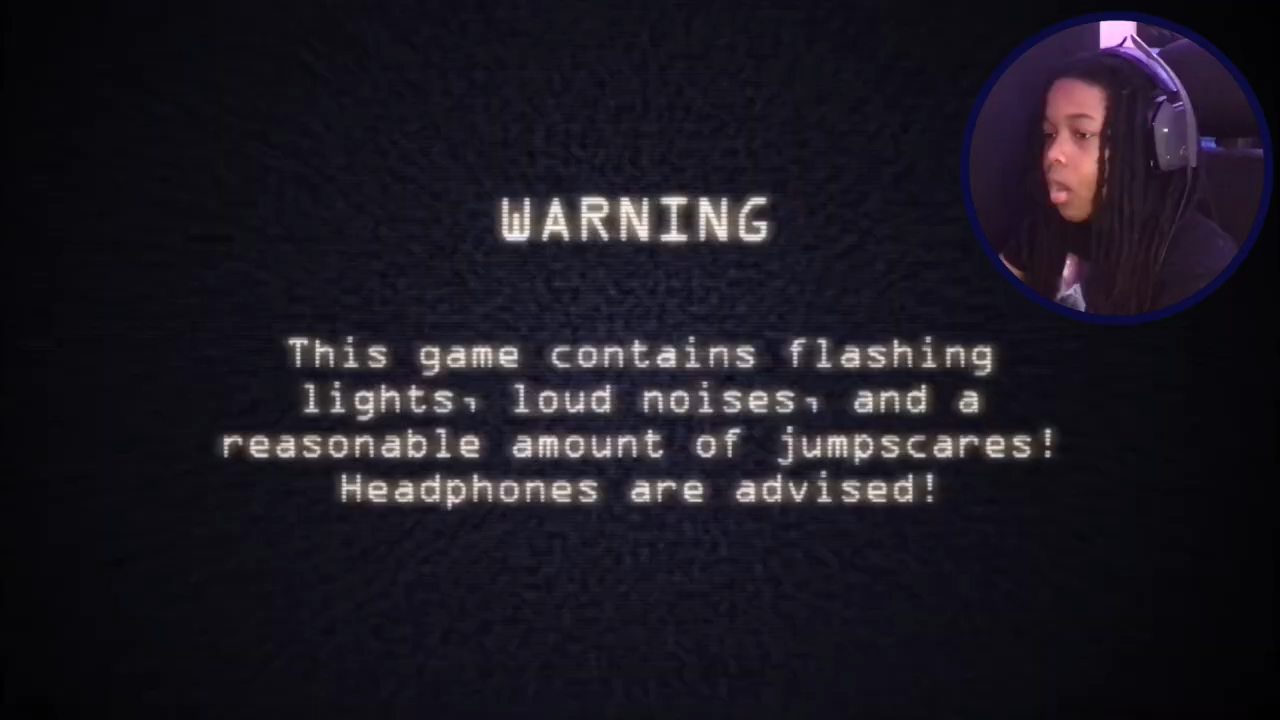 WARNING
This game contains flashing
lights, loud noises, and a
reasonable amount of jumpscares!
Headphones are advised!